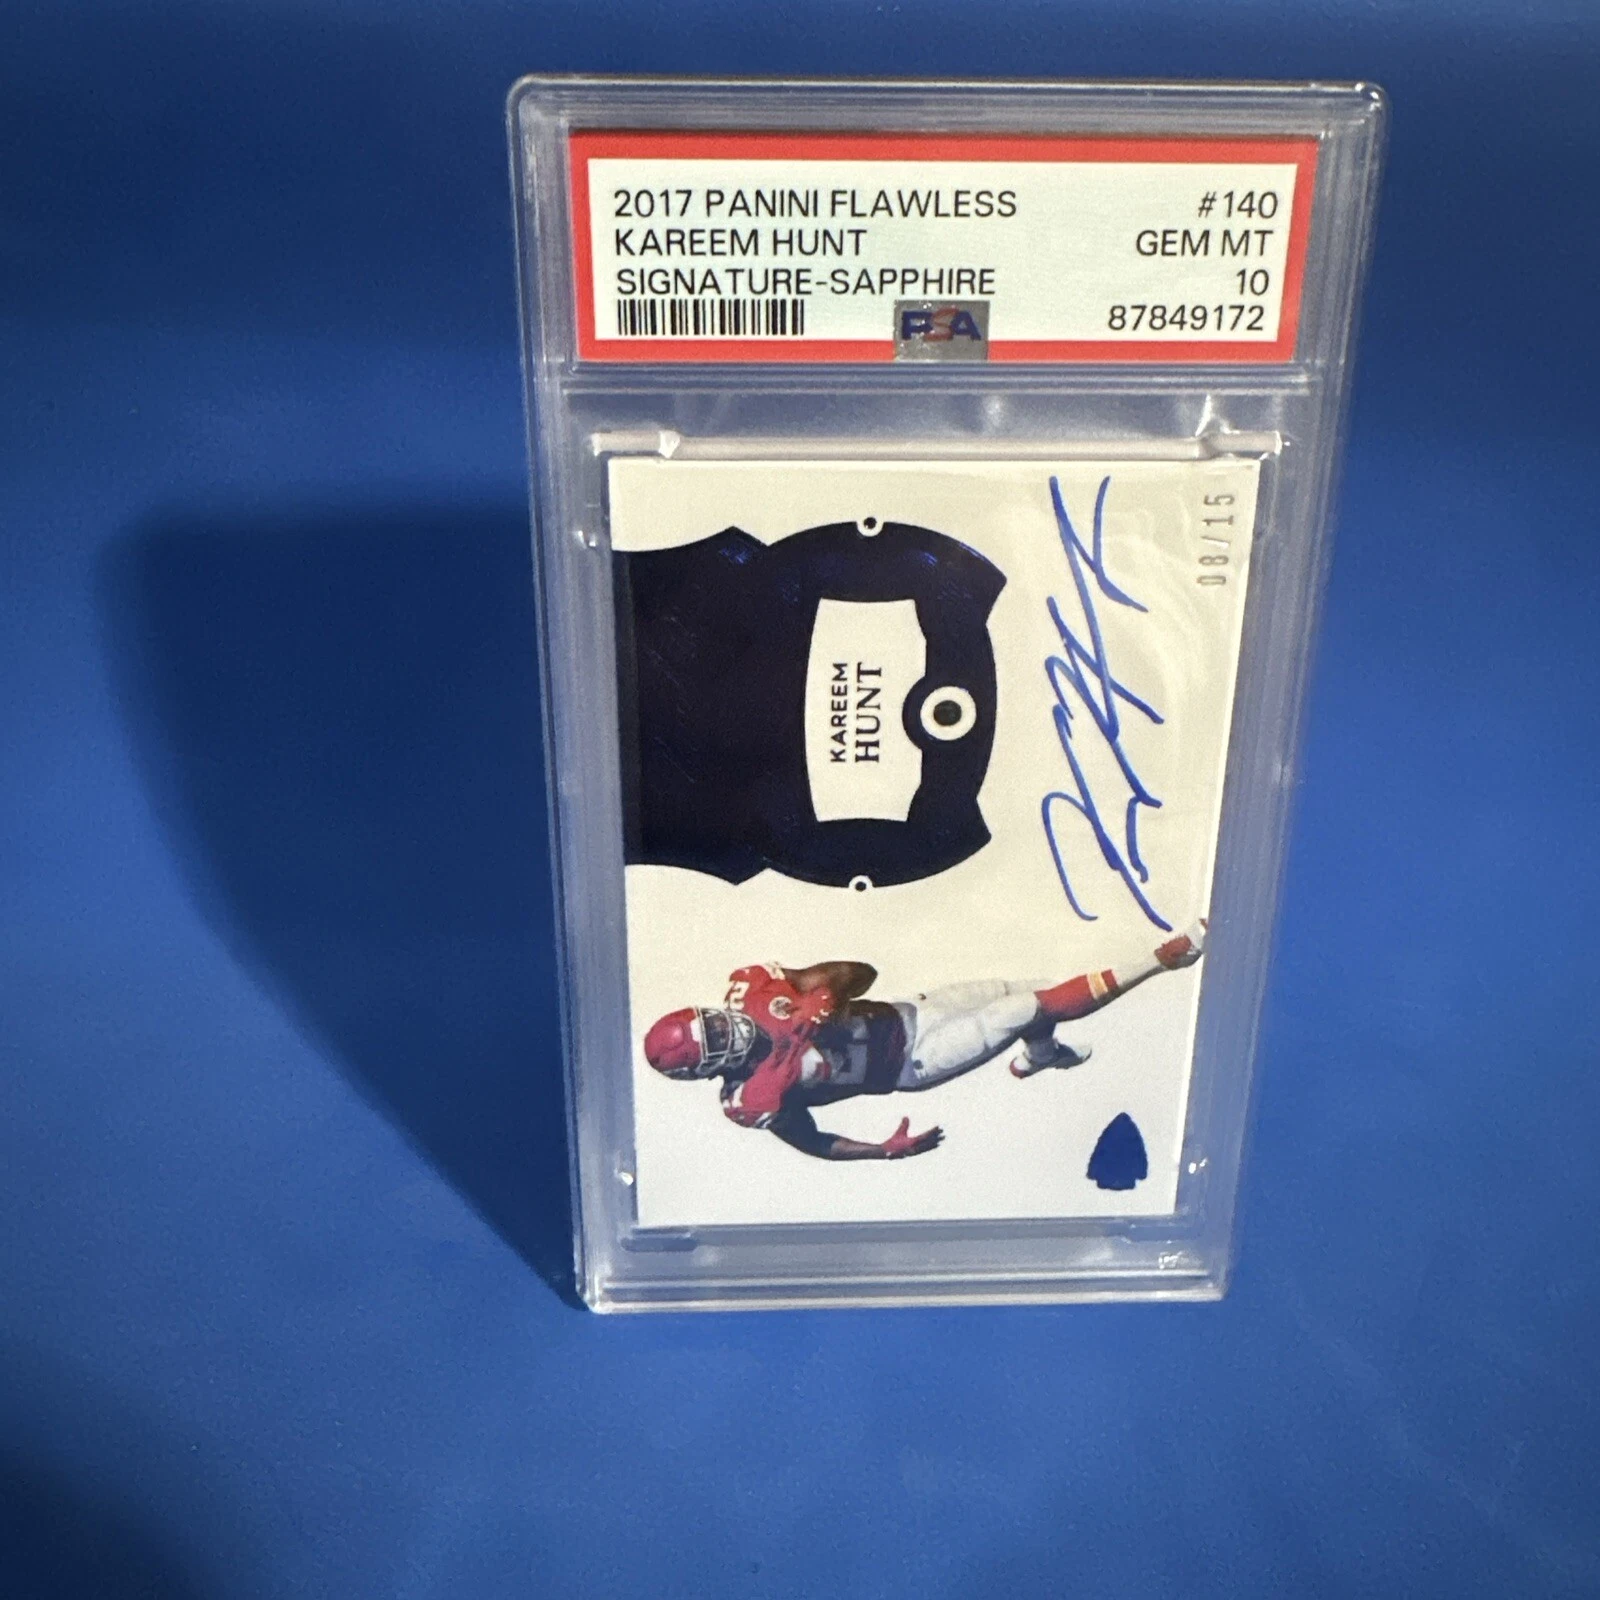 2017 PANINI FLAWLESS #140
KAREEM HUNT GEM MT
SIGNATURE-SAPPHIRE 10
PSA 87849172
08/15
KAREEM
HUNT